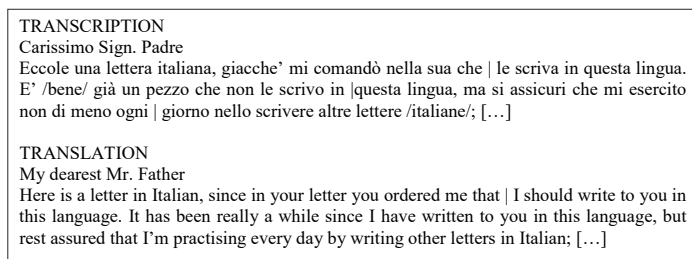 TRANSCRIPTION
Carissimo Sign. Padre
Eccole una lettera italiana, giacche’ mi comandò nella sua che | le scriva in questa lingua.
E’ /bene/ già un pezzo che non le scrivo in |questa lingua, ma si assicuri che mi esercito
non di meno ogni | giorno nello scrivere altre lettere /italiane/; […]
TRANSLATION
My dearest Mr. Father
Here is a letter in Italian, since in your letter you ordered me that | I should write to you in
this language. It has been really a while since I have written to you in this language, but
rest assured that I’m practising every day by writing other letters in Italian; […]